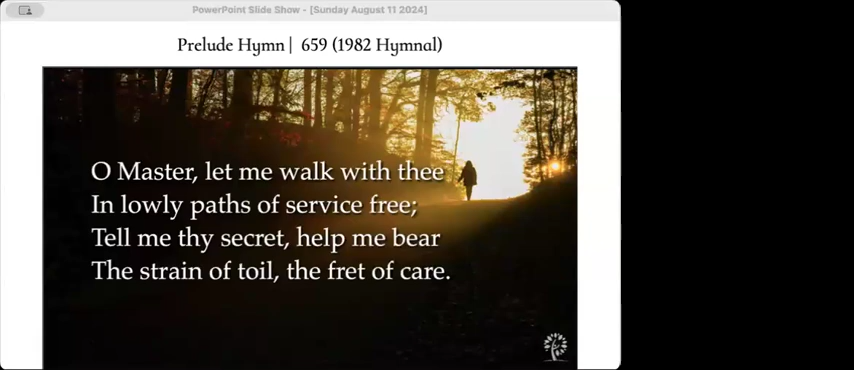 PowerPoint Slide Show - [Sunday August 11 2024]
Prelude Hymn | 659 (1982 Hymnal)
O Master, let me walk with thee
In lowly paths of service free;
Tell me thy secret, help me bear
The strain of toil, the fret of care.